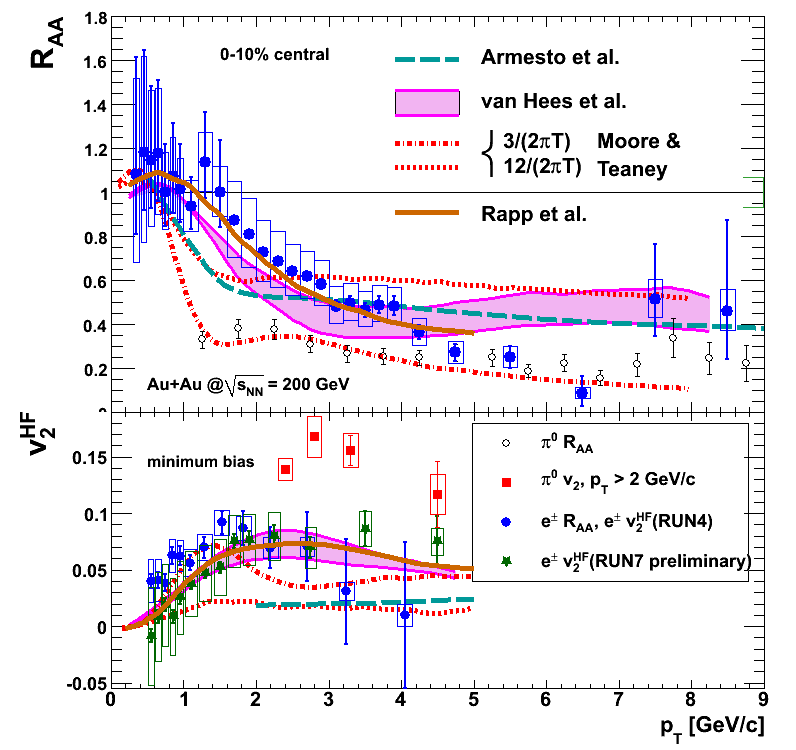 R_AA
1.8
1.6
1.4
1.2
1
0.8
0.6
0.4
0.2
0-10% central
Armesto et al.
van Hees et al.
3/(2πT) Moore &
12/(2πT) Teaney
Rapp et al.
Au+Au @ √s_NN = 200 GeV
v_2^HF
0.15
0.1
0.05
0
-0.05
minimum bias
π⁰ R_AA
π⁰ v_2, p_T > 2 GeV/c
e± R_AA, e± v_2^HF(RUN4)
e± v_2^HF(RUN7 preliminary)
0 1 2 3 4 5 6 7 8 9
p_T [GeV/c]